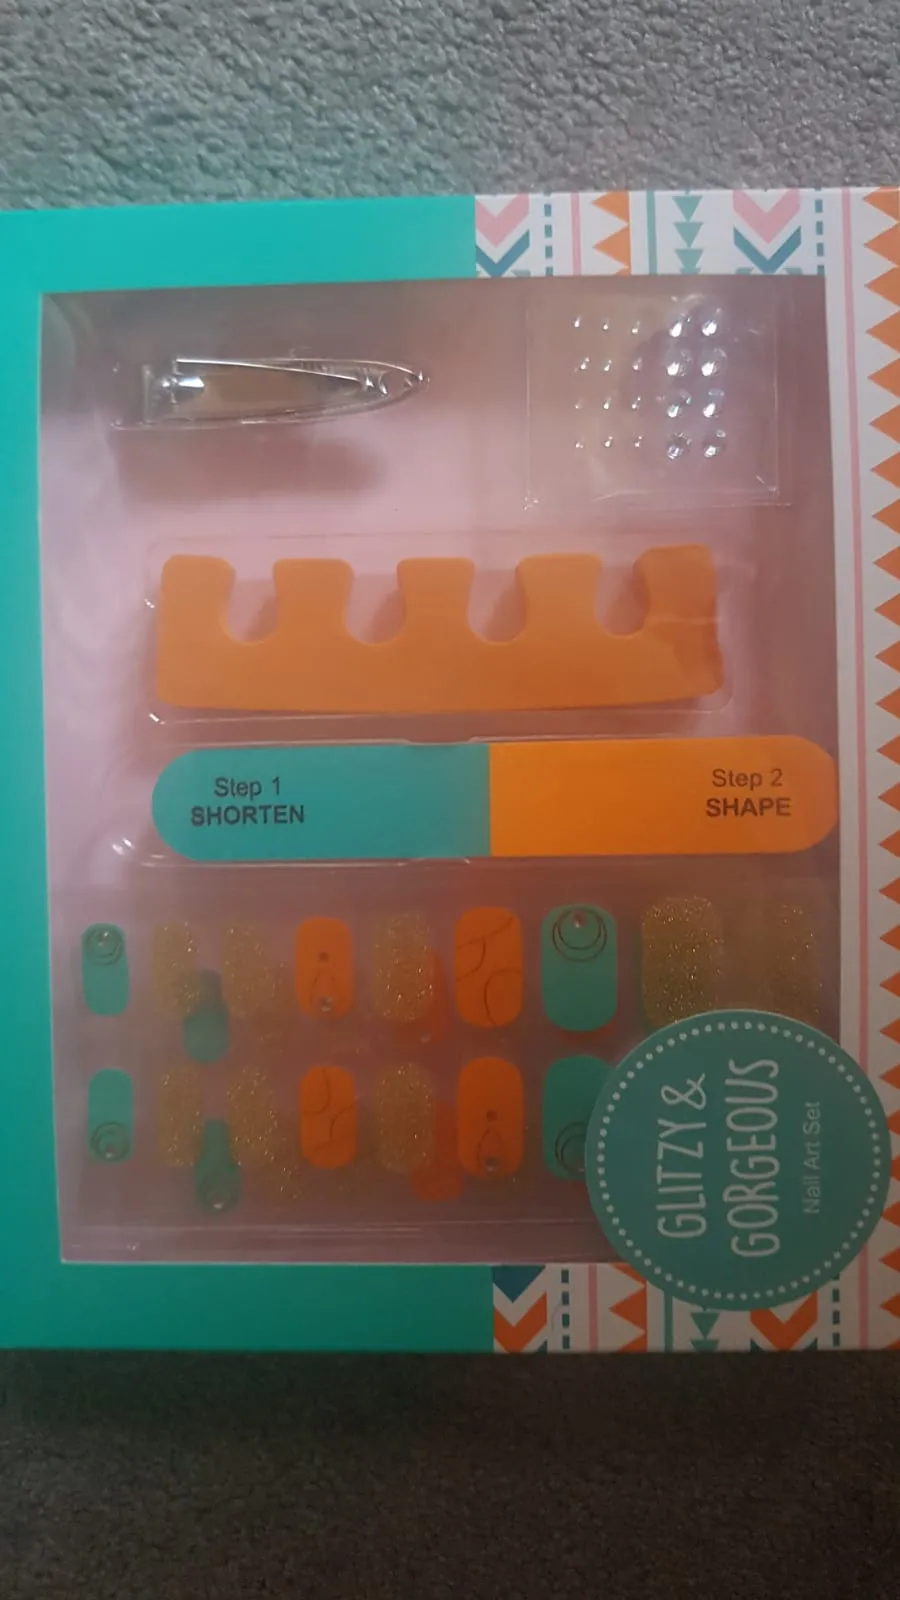 Step 1
SHORTEN
Step 2
SHAPE
GLITZY &
GORGEOUS
Nail Art Set